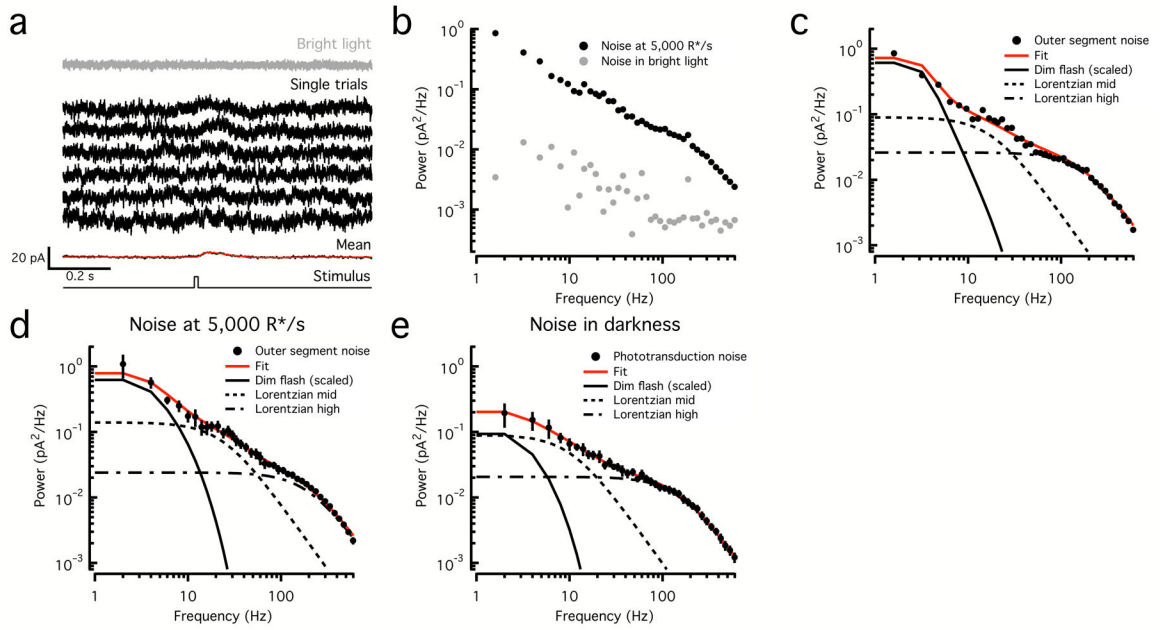 a
Bright light
Single trials
Mean
20 pA
0.2 s
Stimulus
b
Power (pA²/Hz)
10⁰
10⁻¹
10⁻²
10⁻³
Noise at 5,000 R*/s
Noise in bright light
1
10
100
Frequency (Hz)
c
Power (pA²/Hz)
10⁰
10⁻¹
10⁻²
10⁻³
Outer segment noise
Fit
Dim flash (scaled)
Lorentzian mid
Lorentzian high
1
10
100
Frequency (Hz)
d
Noise at 5,000 R*/s
Power (pA²/Hz)
10⁰
10⁻¹
10⁻²
10⁻³
Outer segment noise
Fit
Dim flash (scaled)
Lorentzian mid
Lorentzian high
1
10
100
Frequency (Hz)
e
Noise in darkness
Power (pA²/Hz)
10⁰
10⁻¹
10⁻²
10⁻³
Phototransduction noise
Fit
Dim flash (scaled)
Lorentzian mid
Lorentzian high
1
10
100
Frequency (Hz)